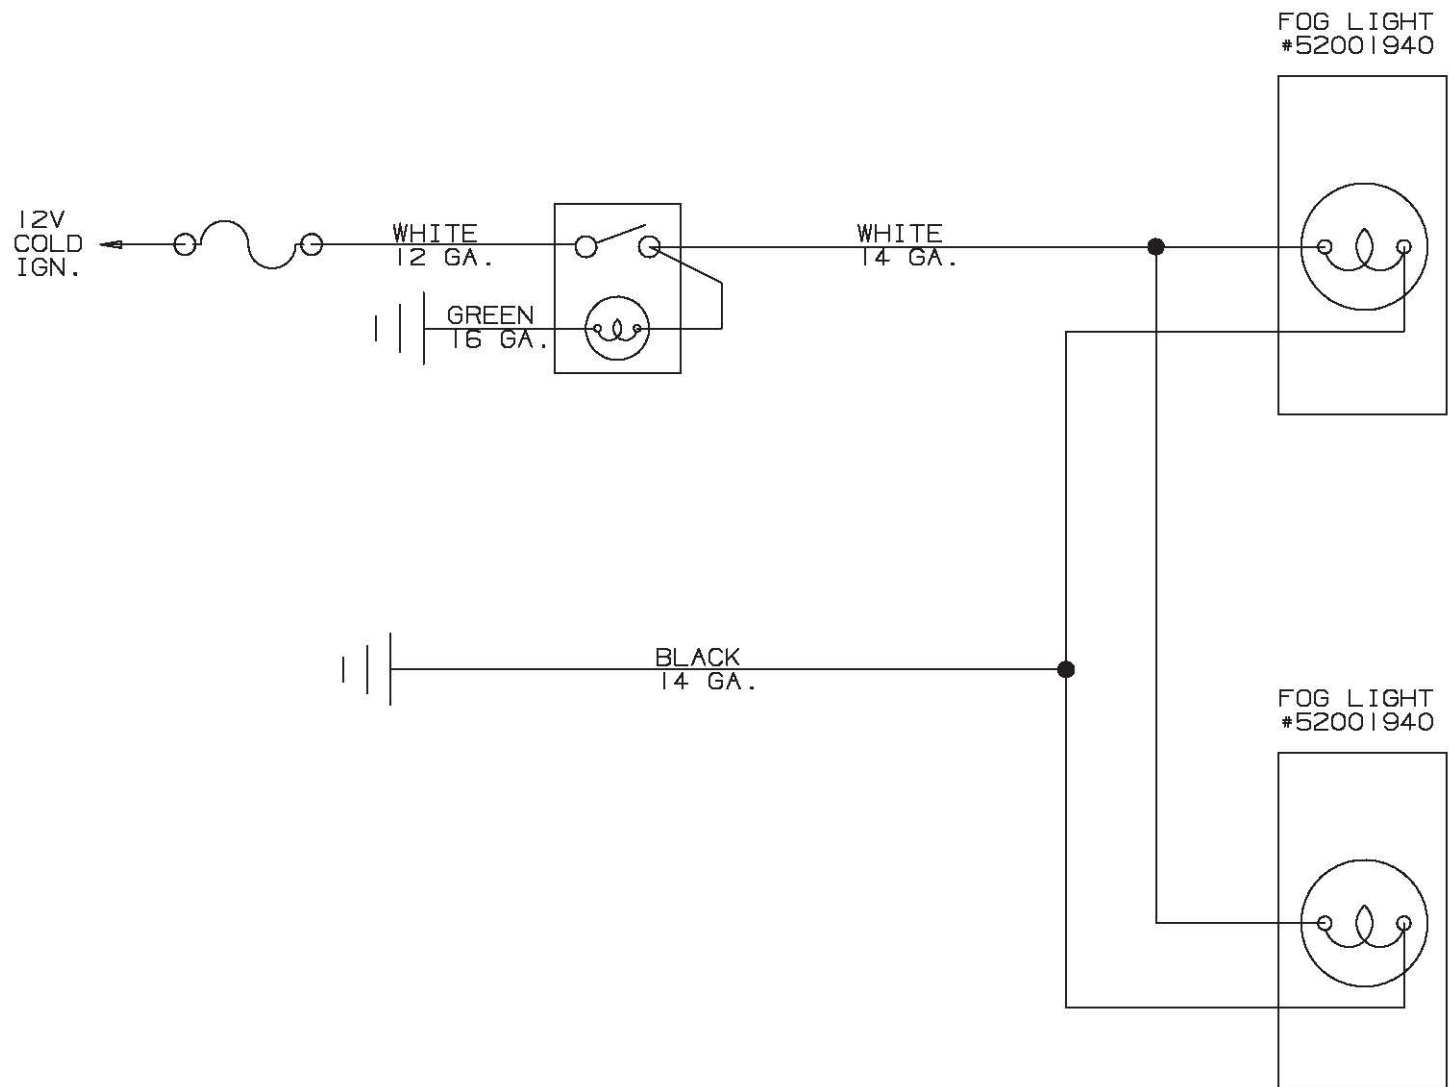 FOG LIGHT
#52001940
12V
COLD
IGN.
WHITE
12 GA.
WHITE
14 GA.
GREEN
16 GA.
BLACK
14 GA.
FOG LIGHT
#52001940